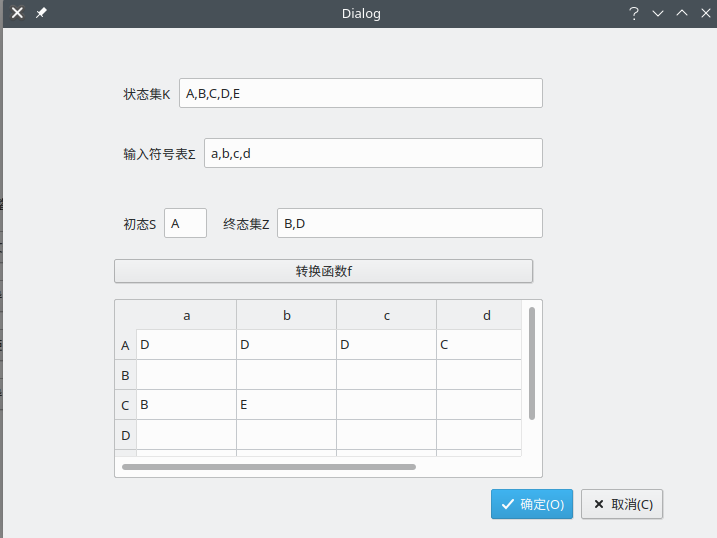 Dialog
状态集K A,B,C,D,E
输入符号表Σ a,b,c,d
初态S A 终态集Z B,D
转换函数f
a b c d
A D D D C
B
C B E
D
确定(O) 取消(C)